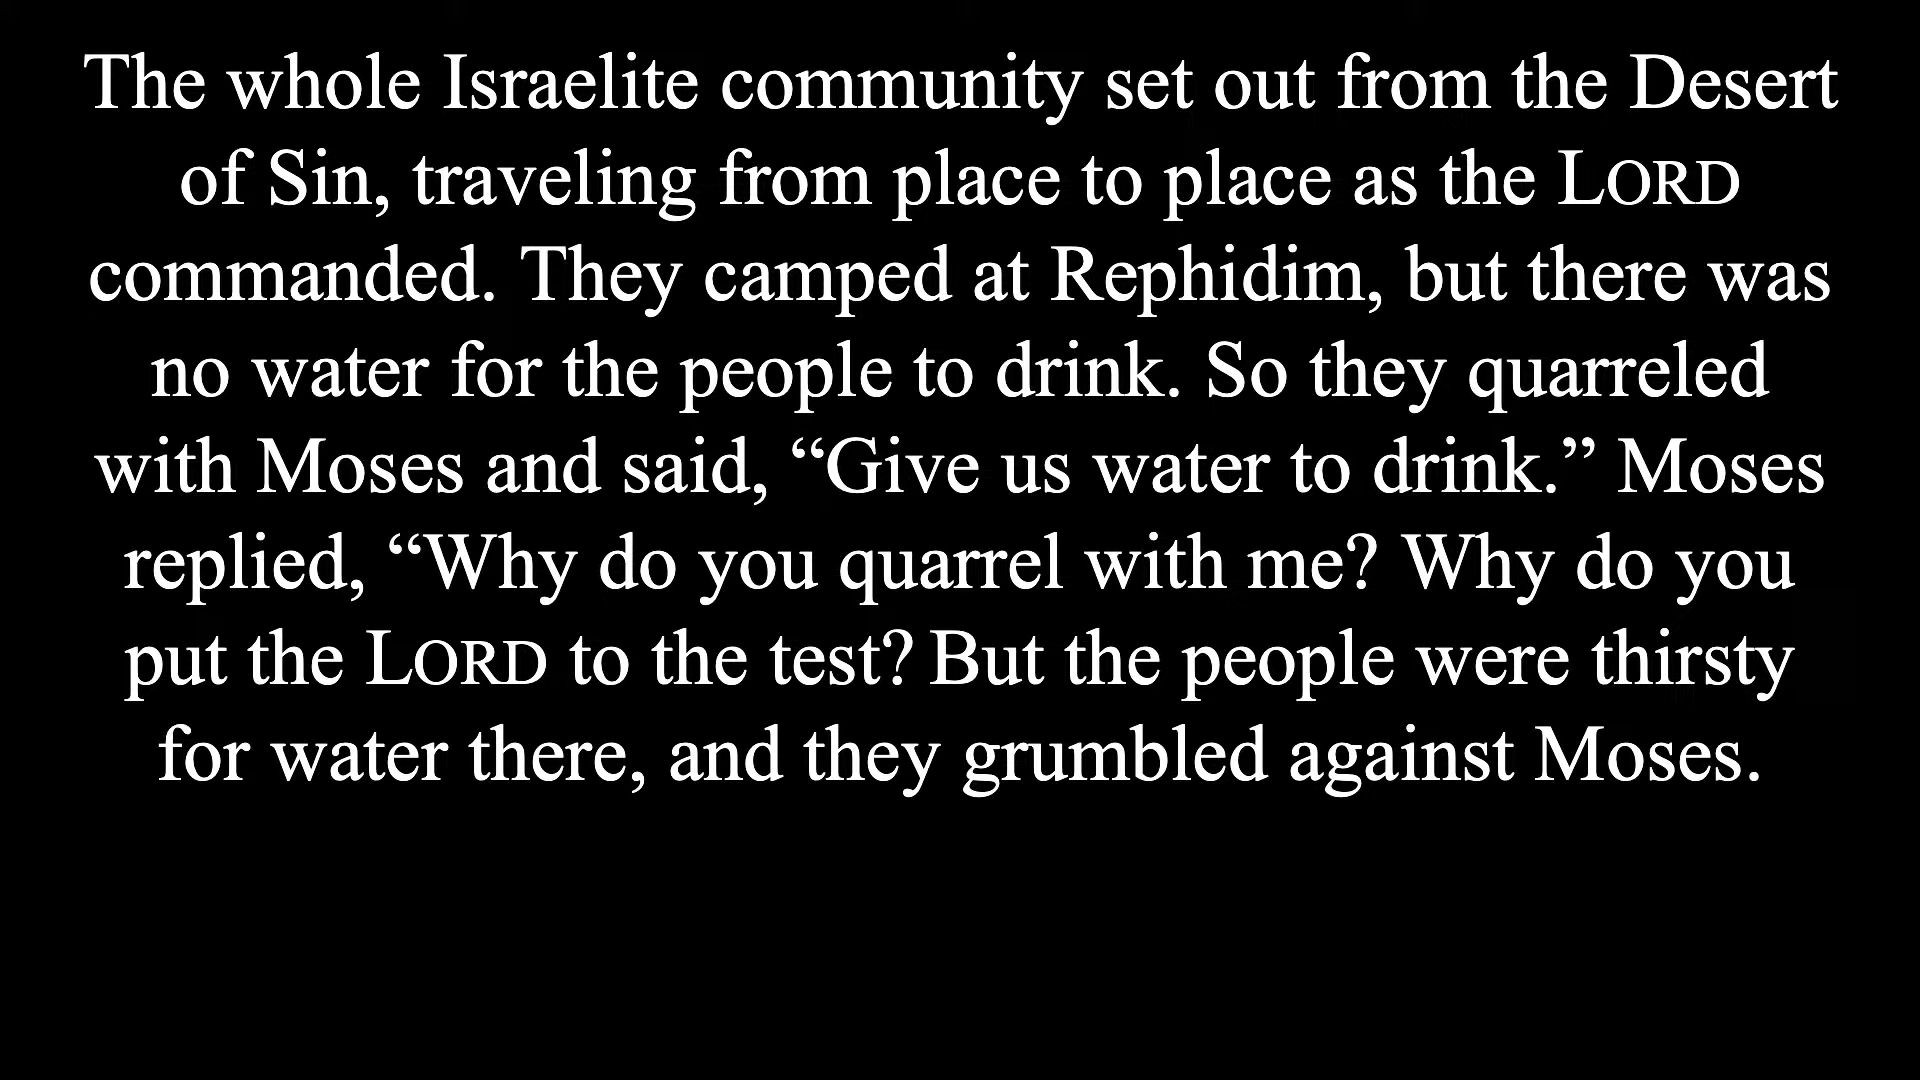 The whole Israelite community set out from the Desert
of Sin, traveling from place to place as the LORD
commanded. They camped at Rephidim, but there was
no water for the people to drink. So they quarreled
with Moses and said, “Give us water to drink.” Moses
replied, “Why do you quarrel with me? Why do you
put the LORD to the test? But the people were thirsty
for water there, and they grumbled against Moses.